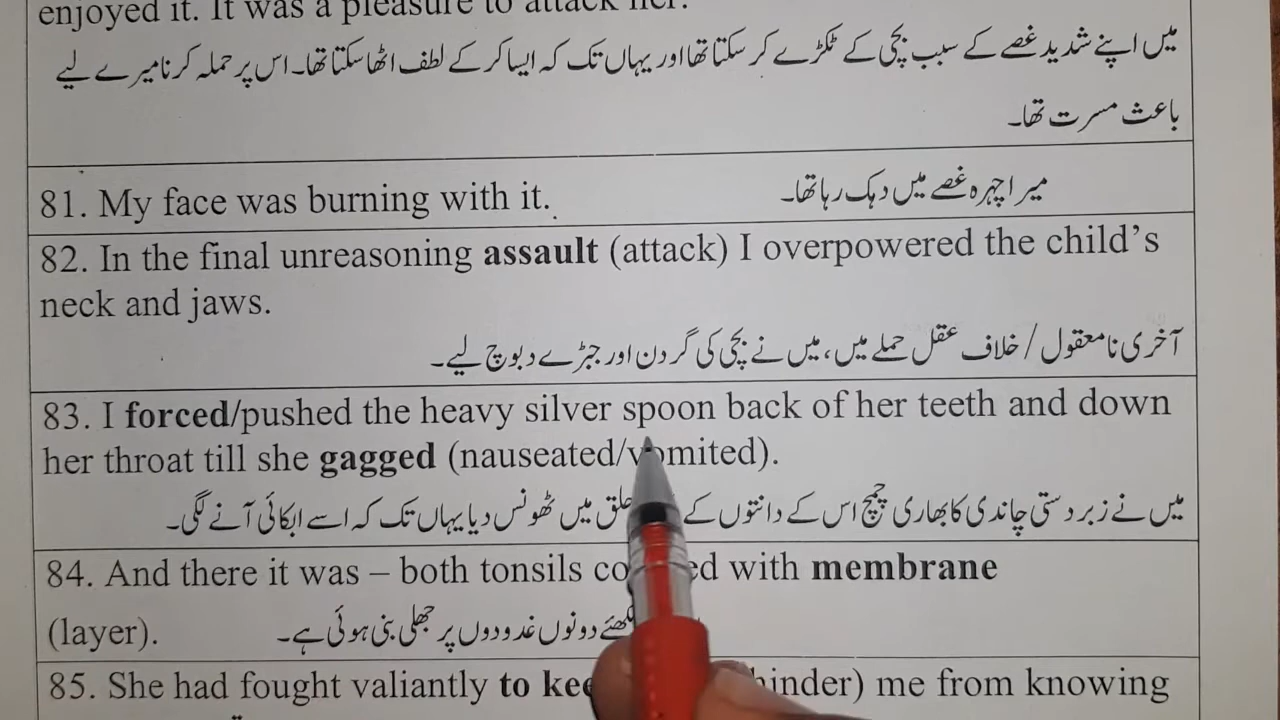 enjoyed it. It was a pleasure to attack her.
میں اپنے شدید غصے کے سبب بچی کے ٹکڑے کر سکتا تھا اور یہاں تک کہ ایسا کر کے لطف اٹھا سکتا تھا۔ اس پر حملہ کرنا میرے لیے
باعث مسرت تھا۔
81. My face was burning with it. میرا چہرہ غصے میں دہک رہا تھا۔
82. In the final unreasoning assault (attack) I overpowered the child's
neck and jaws.
آخری نامعقول / خلاف عقل حملے میں، میں نے بچی کی گردن اور جبڑے دبوچ لیے۔
83. I forced/pushed the heavy silver spoon back of her teeth and down
her throat till she gagged (nauseated/vomited).
میں نے زبردستی چاندی کا بھاری چمچ اس کے دانتوں کے حلق میں ٹھونس دیا یہاں تک کہ اسے ابکائی آنے لگی۔
84. And there it was – both tonsils with membrane
(layer). دونوں غدودوں پر جھلی بنی ہوئی ہے۔
85. She had fought valiantly to hinder) me from knowing